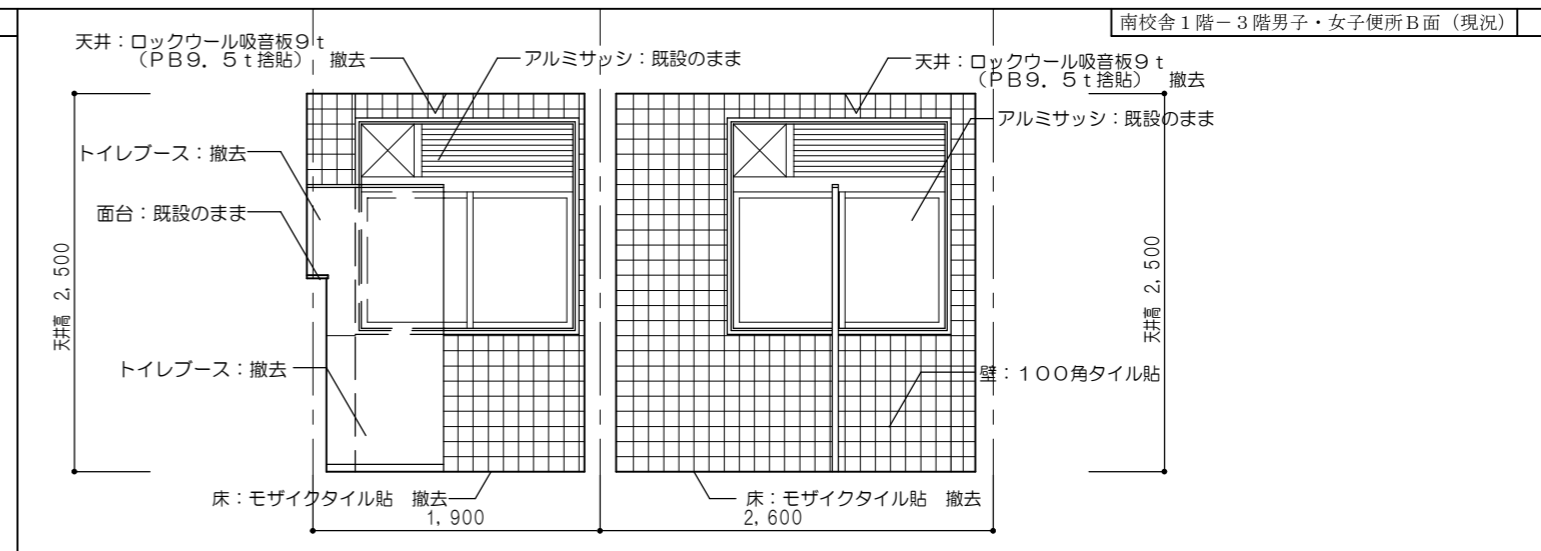 南校舎１階－３階男子・女子便所Ｂ面（現況）
天井：ロックウール吸音板９ｔ
（ＰＢ９．５ｔ捨貼） 撤去
アルミサッシ：既設のまま
天井：ロックウール吸音板９ｔ
（ＰＢ９．５ｔ捨貼） 撤去
アルミサッシ：既設のまま
トイレブース：撤去
面台：既設のまま
天井高 2,500
天井高 2,500
トイレブース：撤去
壁：１００角タイル貼
床：モザイクタイル貼 撤去
床：モザイクタイル貼 撤去
1,900
2,600